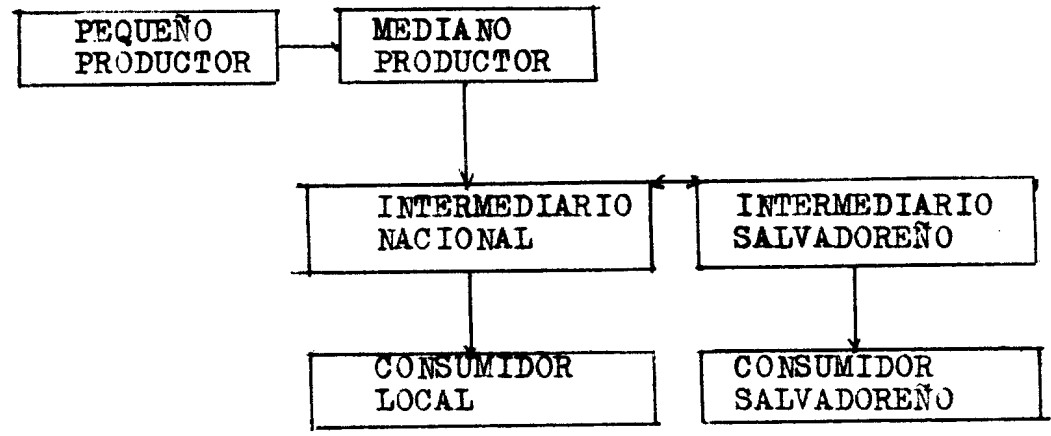 PEQUEÑO
PRODUCTOR
MEDIANO
PRODUCTOR
INTERMEDIARIO
NACIONAL
INTERMEDIARIO
SALVADOREÑO
CONSUMIDOR
LOCAL
CONSUMIDOR
SALVADOREÑO